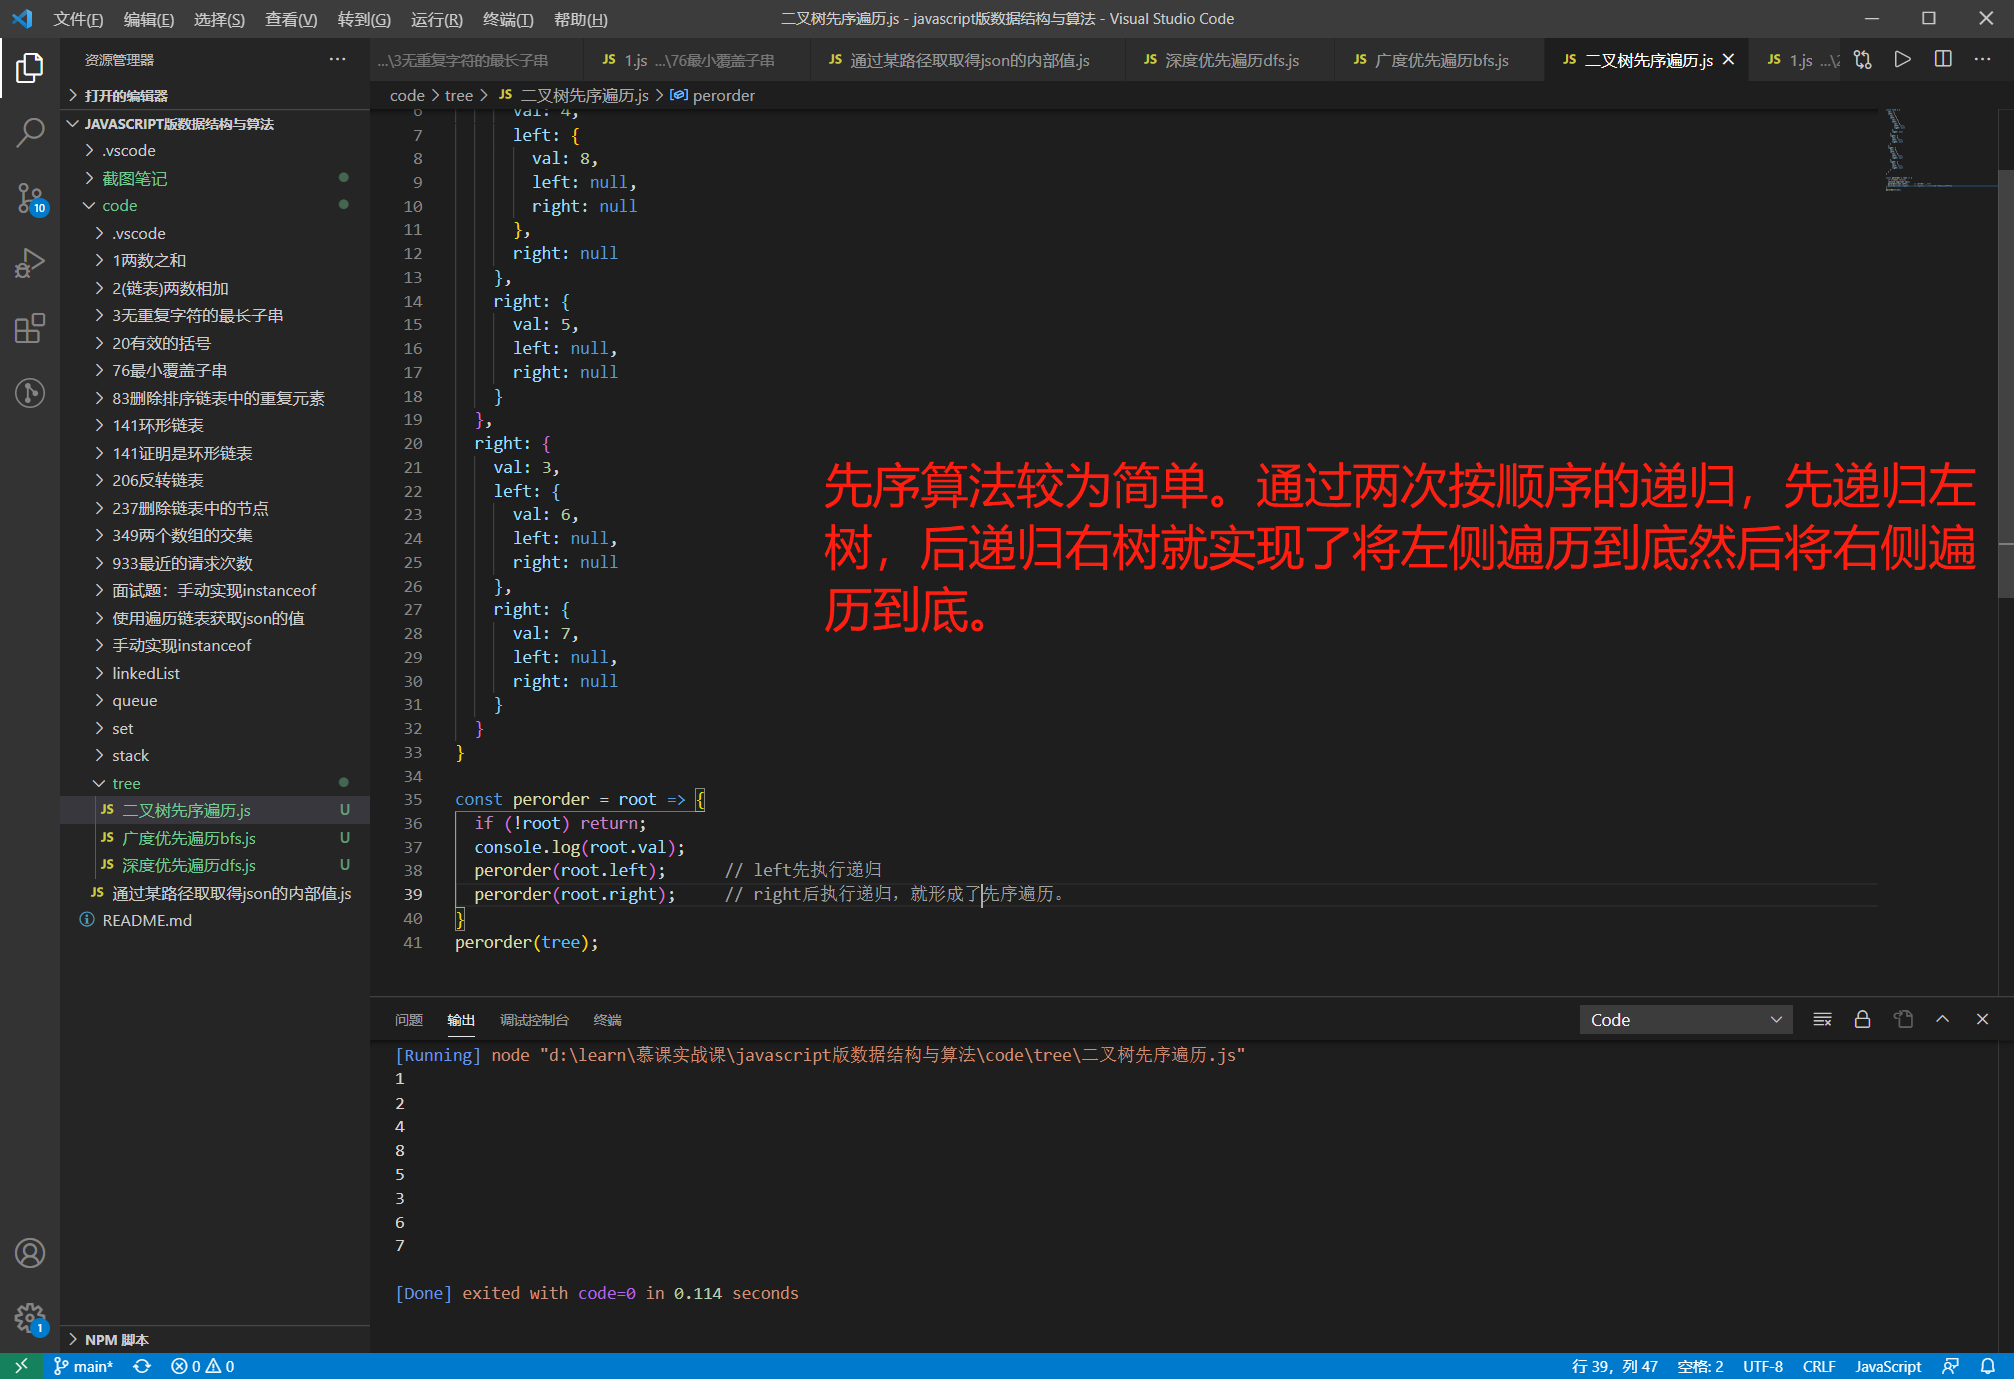 文件(F) 编辑(E) 选择(S) 查看(V) 转到(G) 运行(R) 终端(T) 帮助(H) 二叉树先序遍历.js - javascript版数据结构与算法 - Visual Studio Code
资源管理器
...\3无重复字符的最长子串 JS 1.js ...\76最小覆盖子串 JS 通过某路径取取得json的内部值.js JS 深度优先遍历dfs.js JS 广度优先遍历bfs.js JS 二叉树先序遍历.js JS 1.js ...\2
code > tree > JS 二叉树先序遍历.js > perorder
打开的编辑器
JAVASCRIPT版数据结构与算法
.vscode
截图笔记
code
.vscode
1两数之和
2(链表)两数相加
3无重复字符的最长子串
20有效的括号
76最小覆盖子串
83删除排序链表中的重复元素
141环形链表
141证明是环形链表
206反转链表
237删除链表中的节点
349两个数组的交集
933最近的请求次数
面试题：手动实现instanceof
使用遍历链表获取json的值
手动实现instanceof
linkedList
queue
set
stack
tree
JS 二叉树先序遍历.js U
JS 广度优先遍历bfs.js U
JS 深度优先遍历dfs.js U
JS 通过某路径取取得json的内部值.js
README.md
NPM 脚本
10
1
6 val: 4,
7 left: {
8 val: 8,
9 left: null,
10 right: null
11 },
12 right: null
13 },
14 right: {
15 val: 5,
16 left: null,
17 right: null
18 }
19 },
20 right: {
21 val: 3,
22 left: {
23 val: 6,
24 left: null,
25 right: null
26 },
27 right: {
28 val: 7,
29 left: null,
30 right: null
31 }
32 }
33 }
34
35 const perorder = root => {
36 if (!root) return;
37 console.log(root.val);
38 perorder(root.left); // left先执行递归
39 perorder(root.right); // right后执行递归，就形成了先序遍历。
40 }
41 perorder(tree);
先序算法较为简单。通过两次按顺序的递归，先递归左
树，后递归右树就实现了将左侧遍历到底然后将右侧遍
历到底。
问题 输出 调试控制台 终端 Code
[Running] node "d:\learn\慕课实战课\javascript版数据结构与算法\code\tree\二叉树先序遍历.js"
1
2
4
8
5
3
6
7
[Done] exited with code=0 in 0.114 seconds
main* 0 0 行 39，列 47 空格: 2 UTF-8 CRLF JavaScript